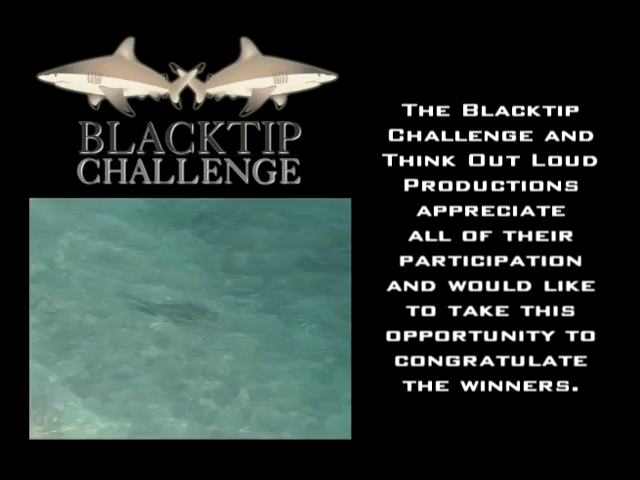 BLACKTIP
CHALLENGE
THE BLACKTIP
CHALLENGE AND
THINK OUT LOUD
PRODUCTIONS
APPRECIATE
ALL OF THEIR
PARTICIPATION
AND WOULD LIKE
TO TAKE THIS
OPPORTUNITY TO
CONGRATULATE
THE WINNERS.